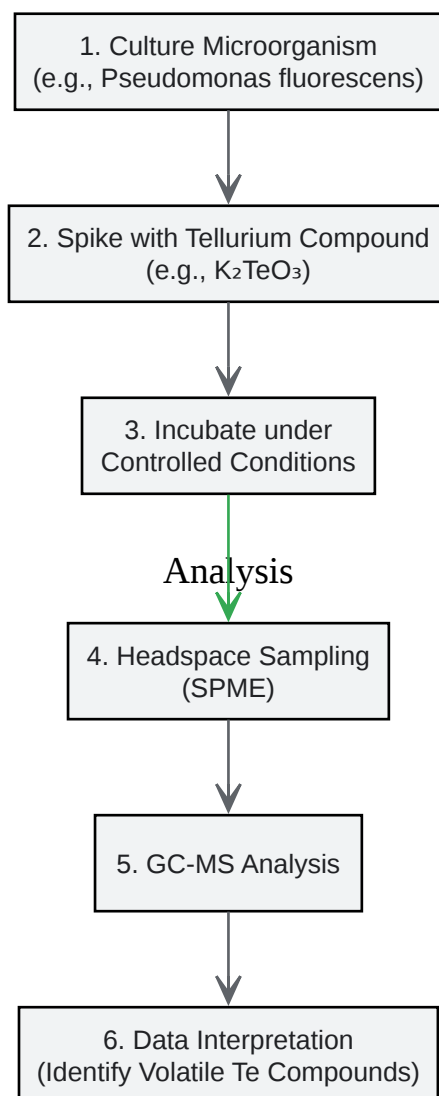 1. Culture Microorganism
(e.g., Pseudomonas fluorescens)
2. Spike with Tellurium Compound
(e.g., K₂TeO₃)
3. Incubate under
Controlled Conditions
Analysis
4. Headspace Sampling
(SPME)
5. GC-MS Analysis
6. Data Interpretation
(Identify Volatile Te Compounds)